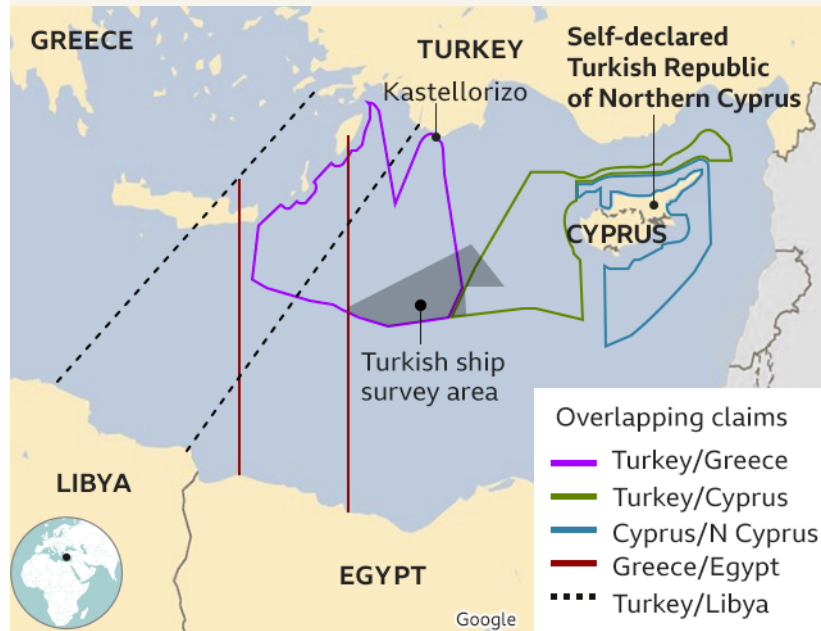 GREECE
TURKEY
Self-declared
Turkish Republic
of Northern Cyprus
Kastellorizo
CYPRUS
Turkish ship
survey area
LIBYA
EGYPT
Google
Overlapping claims
Turkey/Greece
Turkey/Cyprus
Cyprus/N Cyprus
Greece/Egypt
Turkey/Libya